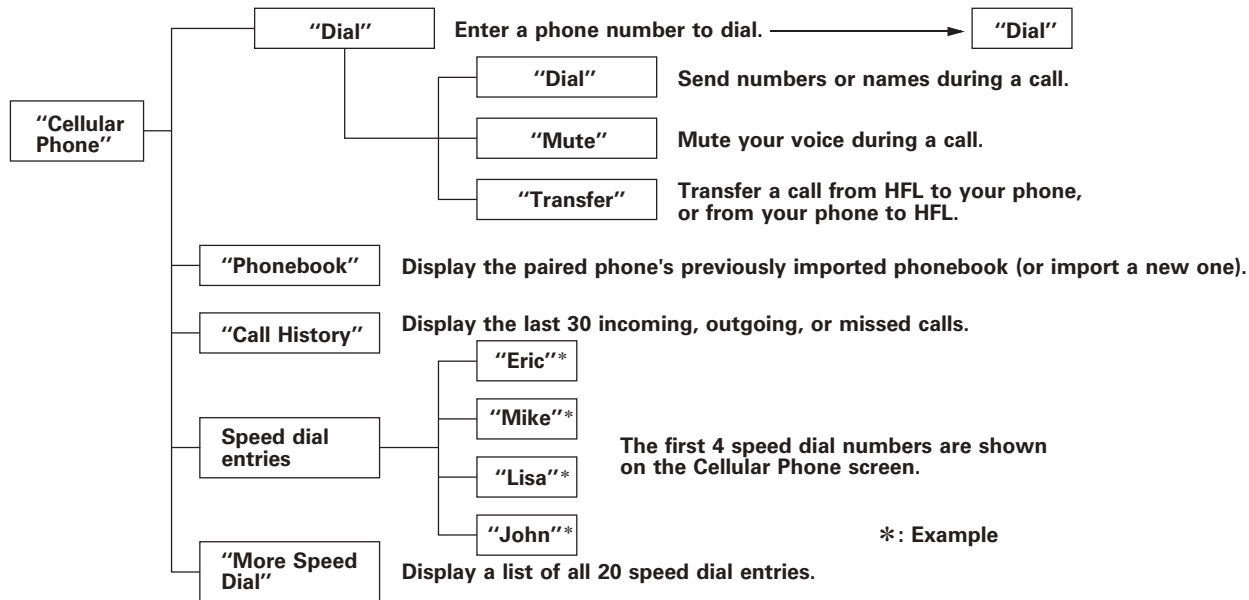 "Dial"
Enter a phone number to dial.
"Dial"
"Dial"
Send numbers or names during a call.
"Cellular
Phone"
"Mute"
Mute your voice during a call.
"Transfer"
Transfer a call from HFL to your phone,
or from your phone to HFL.
"Phonebook"
Display the paired phone's previously imported phonebook (or import a new one).
"Call History"
Display the last 30 incoming, outgoing, or missed calls.
"Eric"*
"Mike"*
Speed dial
entries
The first 4 speed dial numbers are shown
on the Cellular Phone screen.
"Lisa"*
"John"*
*: Example
"More Speed
Dial"
Display a list of all 20 speed dial entries.